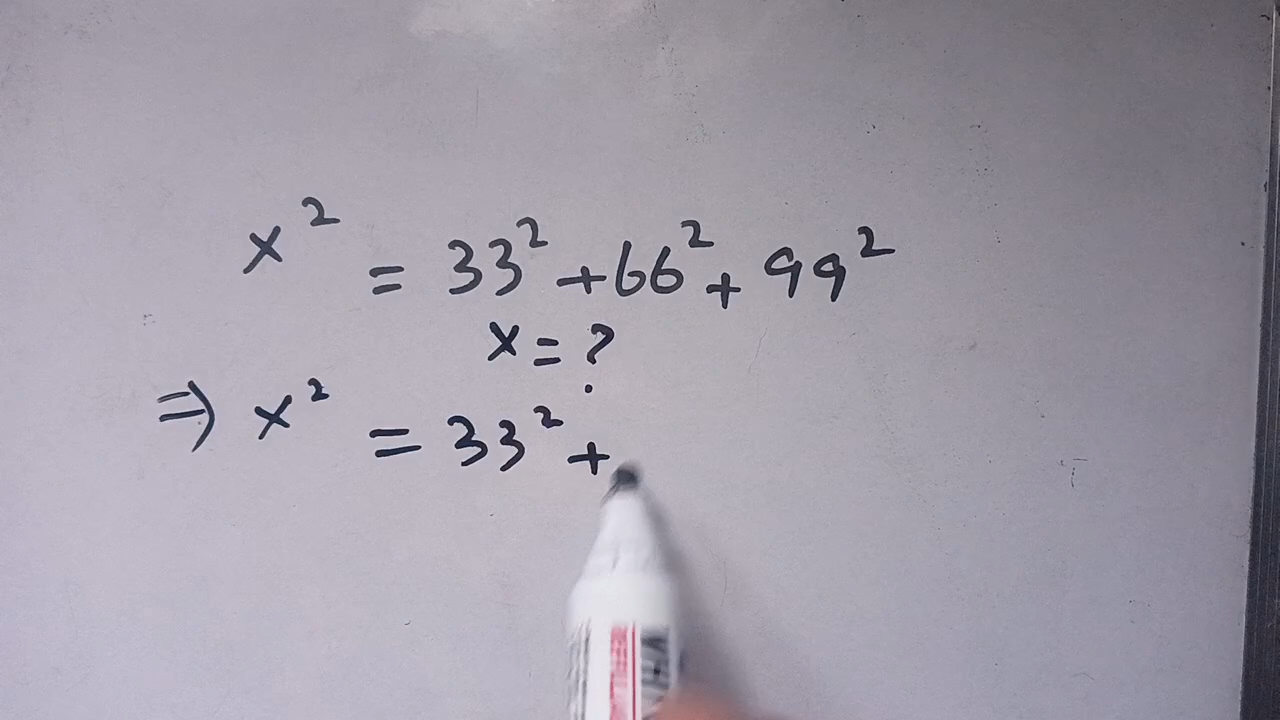 x² = 33² + 66² + 99²
x = ?
⇒ x² = 33² +